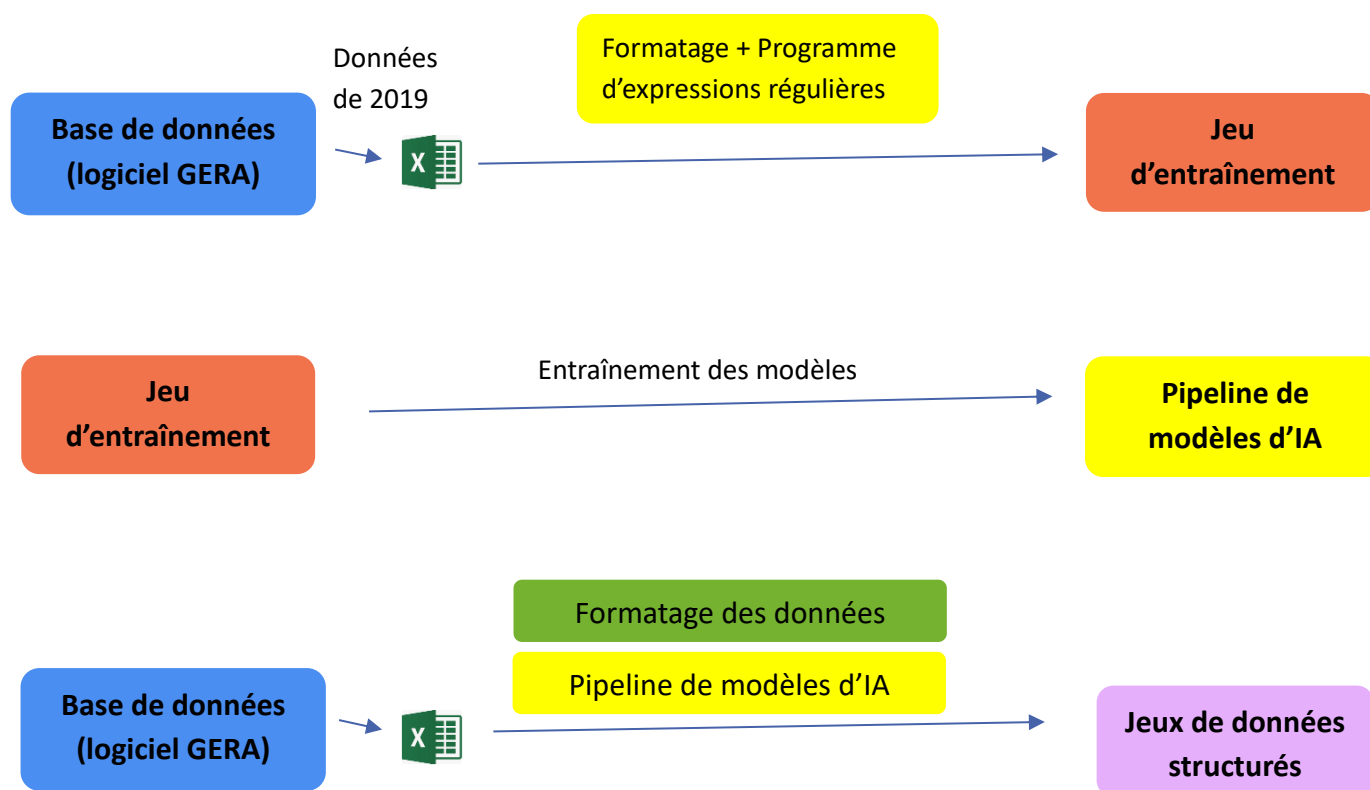 Données
de 2019
Formatage + Programme
d’expressions régulières
Base de données
(logiciel GERA)
X
Jeu
d’entraînement
Jeu
d’entraînement
Entraînement des modèles
Pipeline de
modèles d’IA
Formatage des données
Pipeline de modèles d’IA
Base de données
(logiciel GERA)
X
Jeux de données
structurés